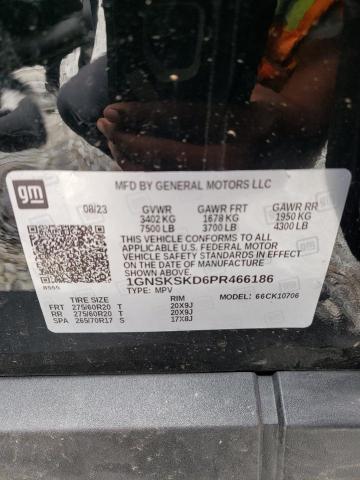 gm
MFD BY GENERAL MOTORS LLC
08/23 GVWR GAWR FRT GAWR RR
3402 KG 1678 KG 1950 KG
7500 LB 3700 LB 4300 LB
THIS VEHICLE CONFORMS TO ALL
APPLICABLE U.S. FEDERAL MOTOR
VEHICLE SAFETY STANDARDS IN
EFFECT ON THE DATE OF
MANUFACTURE SHOWN ABOVE.
1GNSKSKD6PR466186
TYPE: MPV MODEL: 66CK10706
TIRE SIZE RIM
FRT 275/60R20 T 20X9J
RR 275/60R20 T 20X9J
SPA 265/70R17 S 17X8J